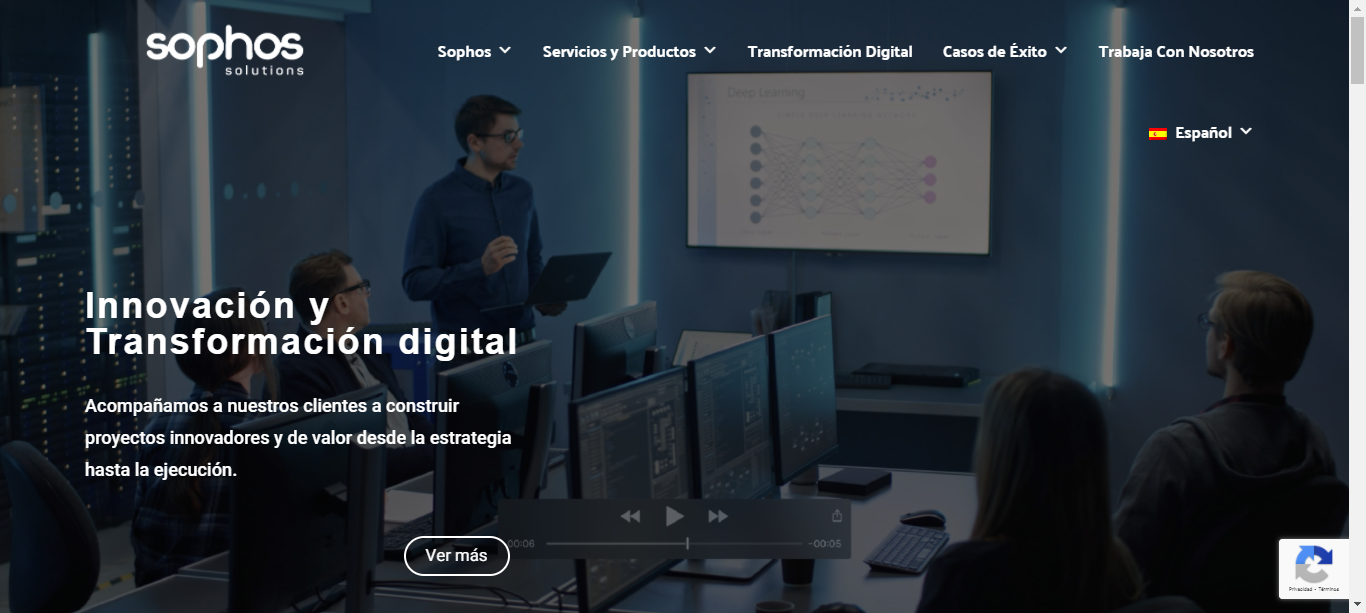 sophos
solutions
Sophos
Servicios y Productos
Transformación Digital
Casos de Éxito
Trabaja Con Nosotros
Español
Deep Learning
Innovación y
Transformación digital
Acompañamos a nuestros clientes a construir
proyectos innovadores y de valor desde la estrategia
hasta la ejecución.
00:06
-00:05
Ver más
Privacidad - Términos